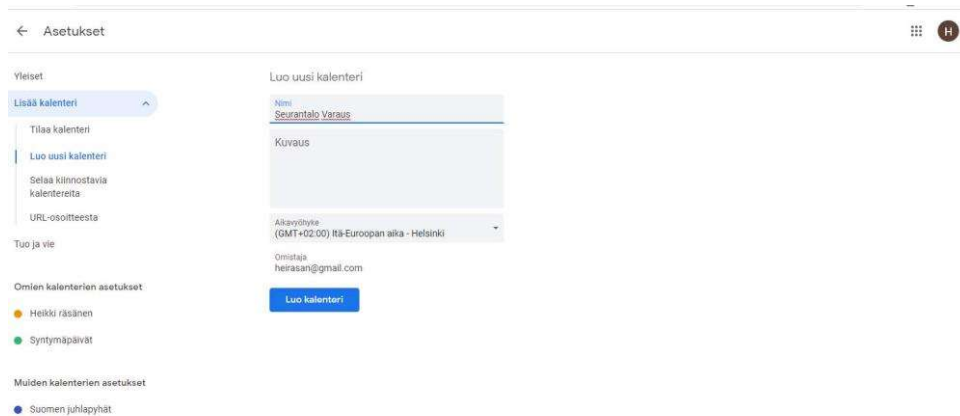 Asetukset
H
Yleiset
Lisää kalenteri
Tilaa kalenteri
Luo uusi kalenteri
Selaa kiinnostavia
kalentereita
URL-osoitteesta
Tuo ja vie
Omien kalenterien asetukset
Heikki räsänen
Syntymäpäivät
Muiden kalenterien asetukset
Suomen juhlapyhät
Luo uusi kalenteri
Nimi
Seurantalo Varaus
Kuvaus
Aikavyöhyke
(GMT+02:00) Itä-Euroopan aika - Helsinki
Omistaja
heirasan@gmail.com
Luo kalenteri